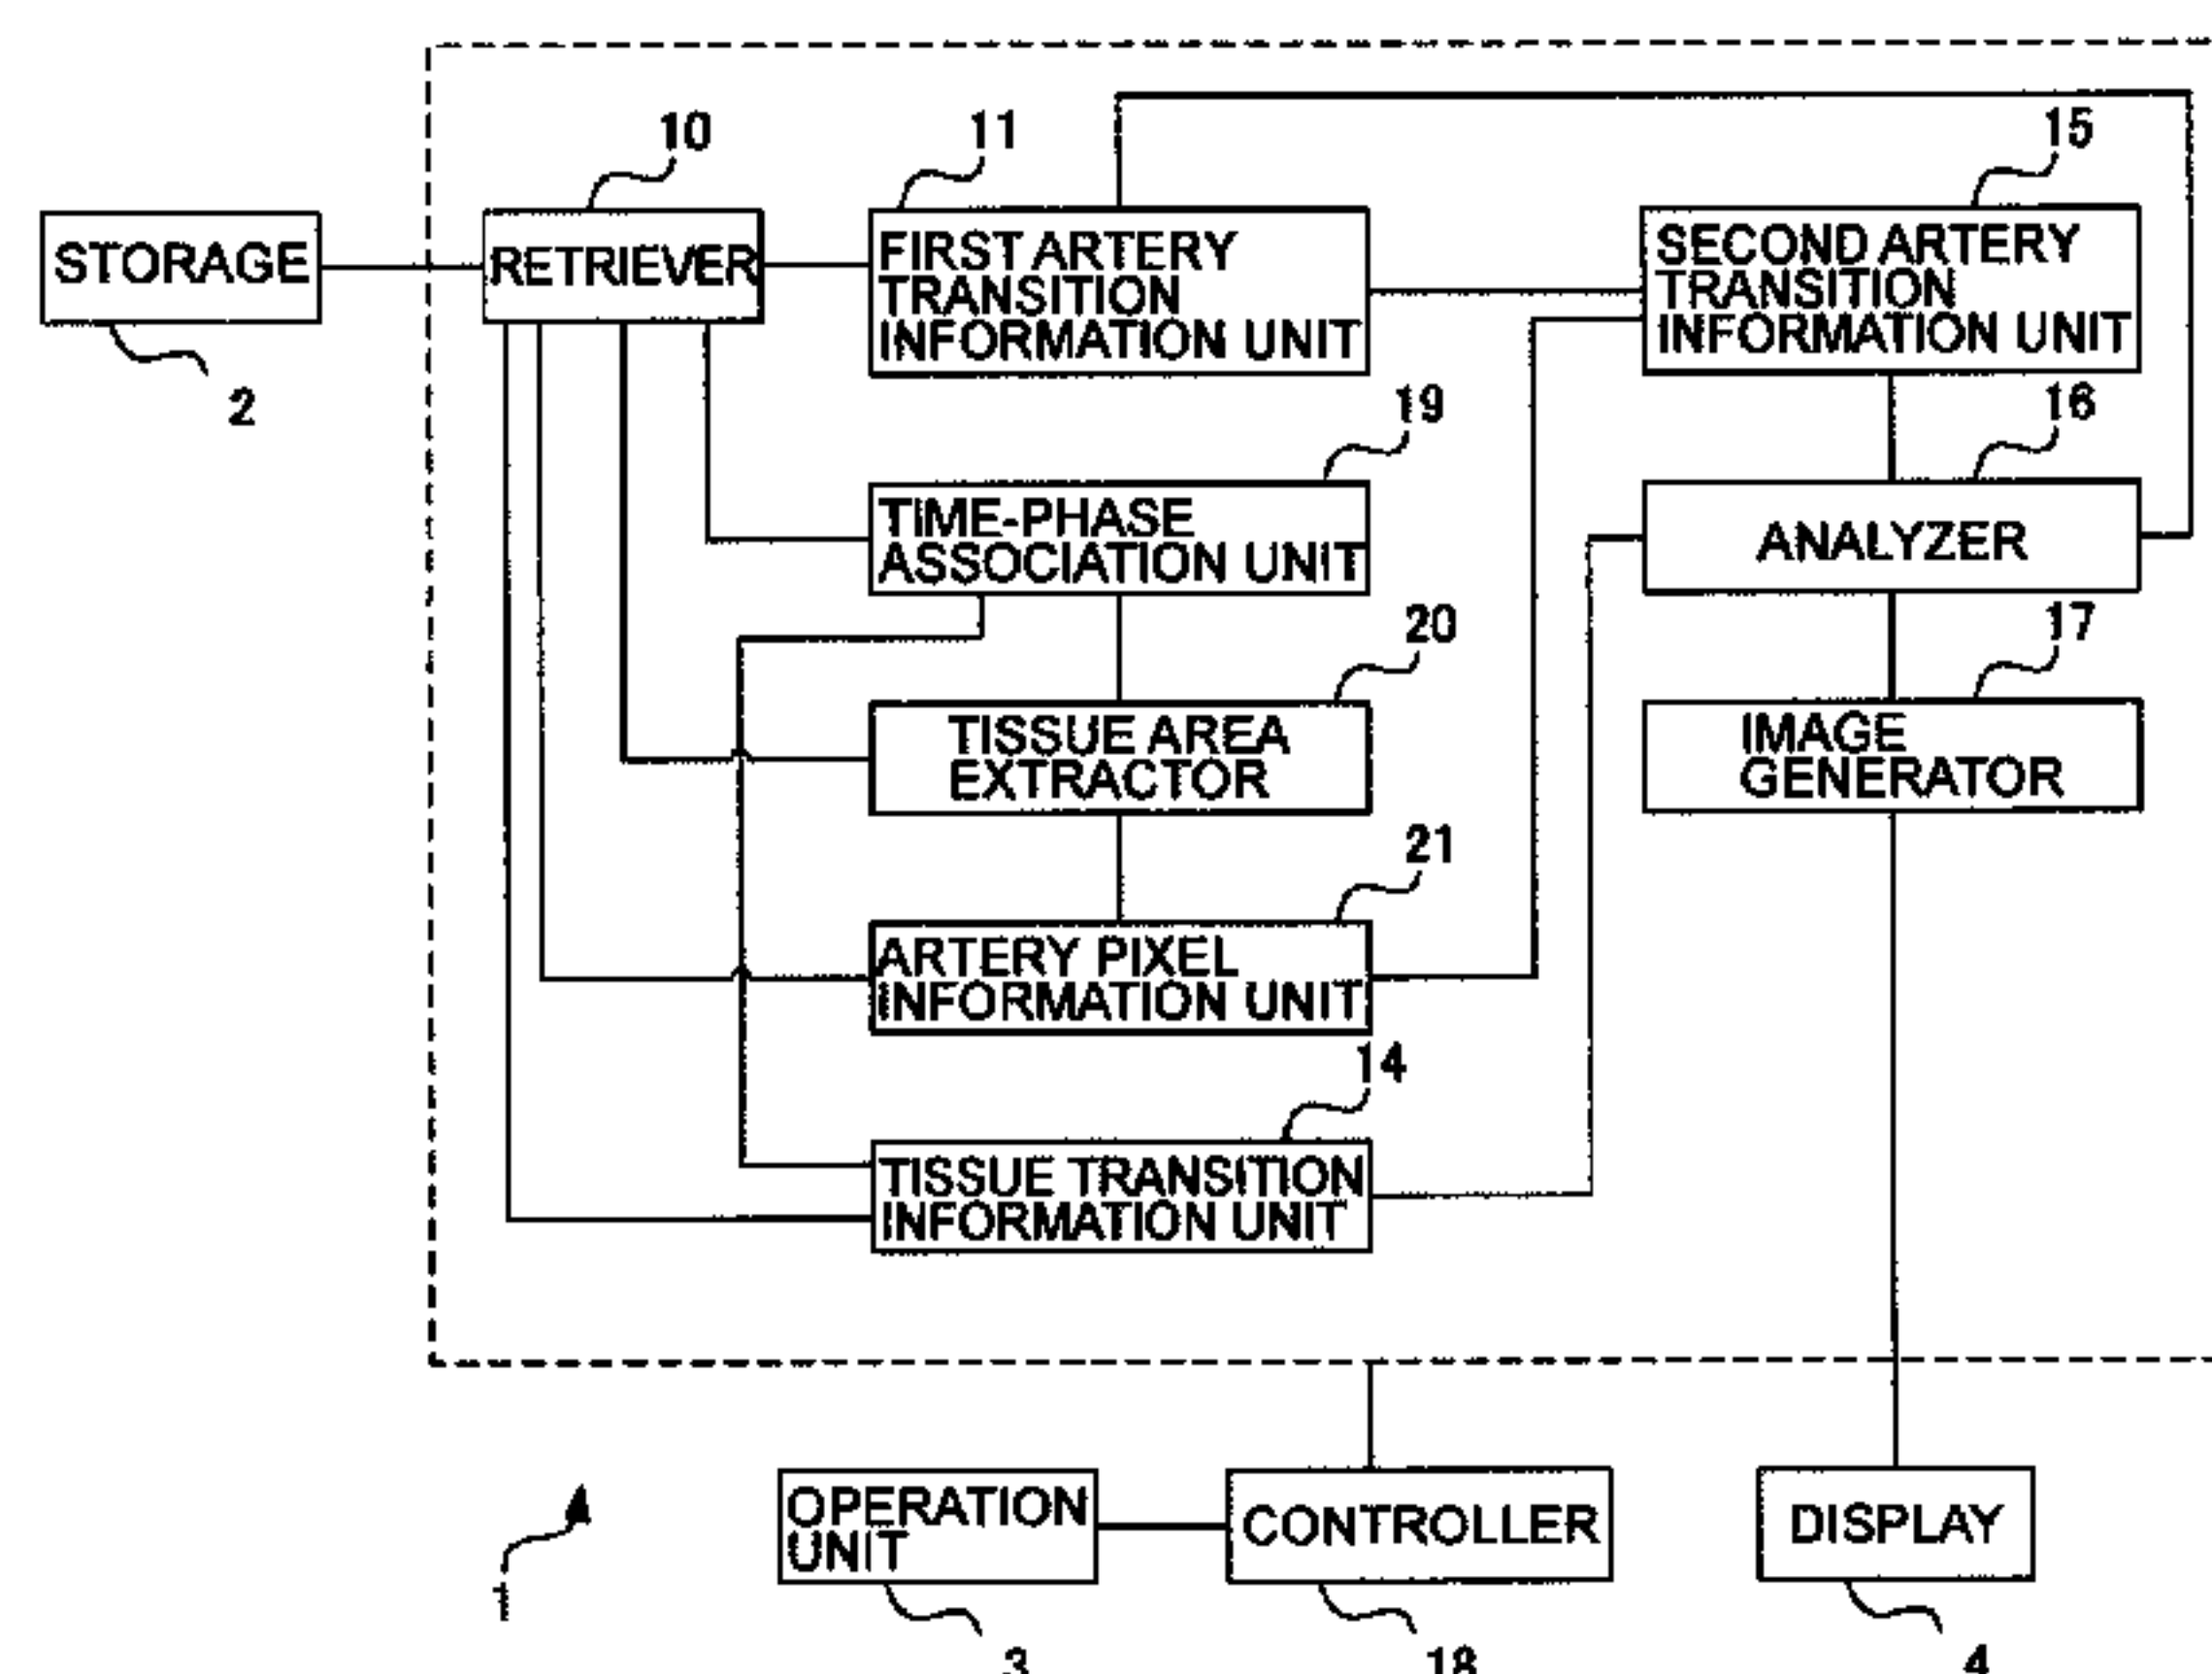 10
11
15
STORAGE
RETRIEVER
FIRST ARTERY
TRANSITION
INFORMATION UNIT
SECOND ARTERY
TRANSITION
INFORMATION UNIT
2
19
16
TIME-PHASE
ASSOCIATION UNIT
ANALYZER
20
17
TISSUE AREA
EXTRACTOR
IMAGE
GENERATOR
21
ARTERY PIXEL
INFORMATION UNIT
14
TISSUE TRANSITION
INFORMATION UNIT
OPERATION
UNIT
CONTROLLER
DISPLAY
1
3
18
4